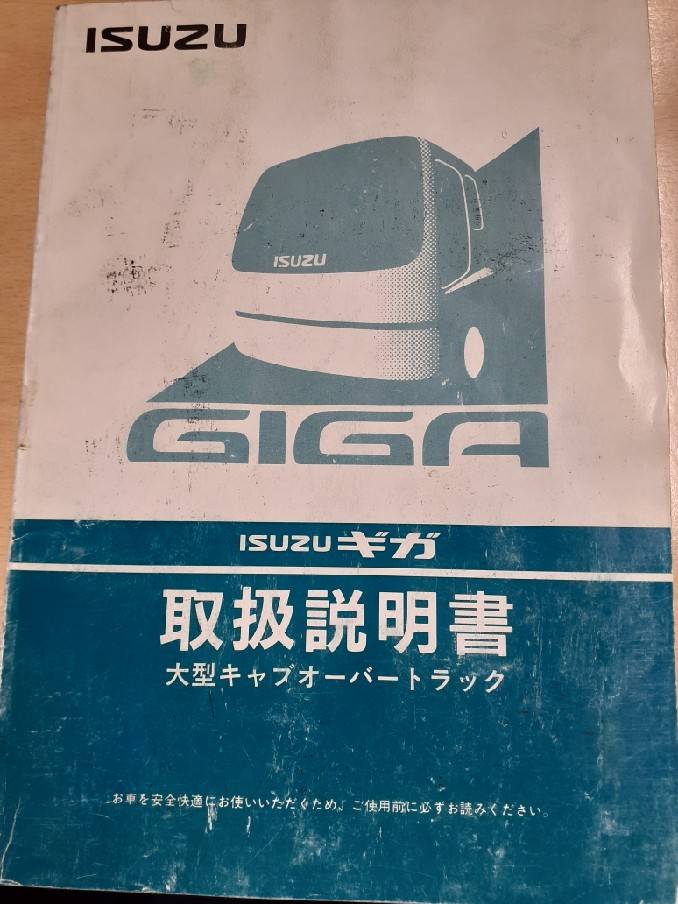 ISUZU
ISUZU
GIGA
ISUZU ギガ
取扱説明書
大型キャブオーバートラック
お車を安全快適にお使いいただくため、ご使用前に必ずお読みください。